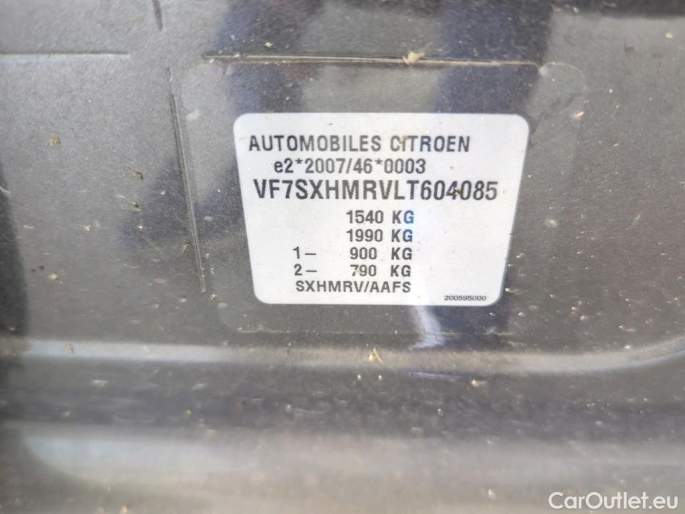 AUTOMOBILES CITROEN
e2*2007/46*0003
VF7SXHMRVLT604085
1540 KG
1990 KG
1- 900 KG
2- 790 KG
SXHMRV/AAFS
200595000
CarOutlet.eu